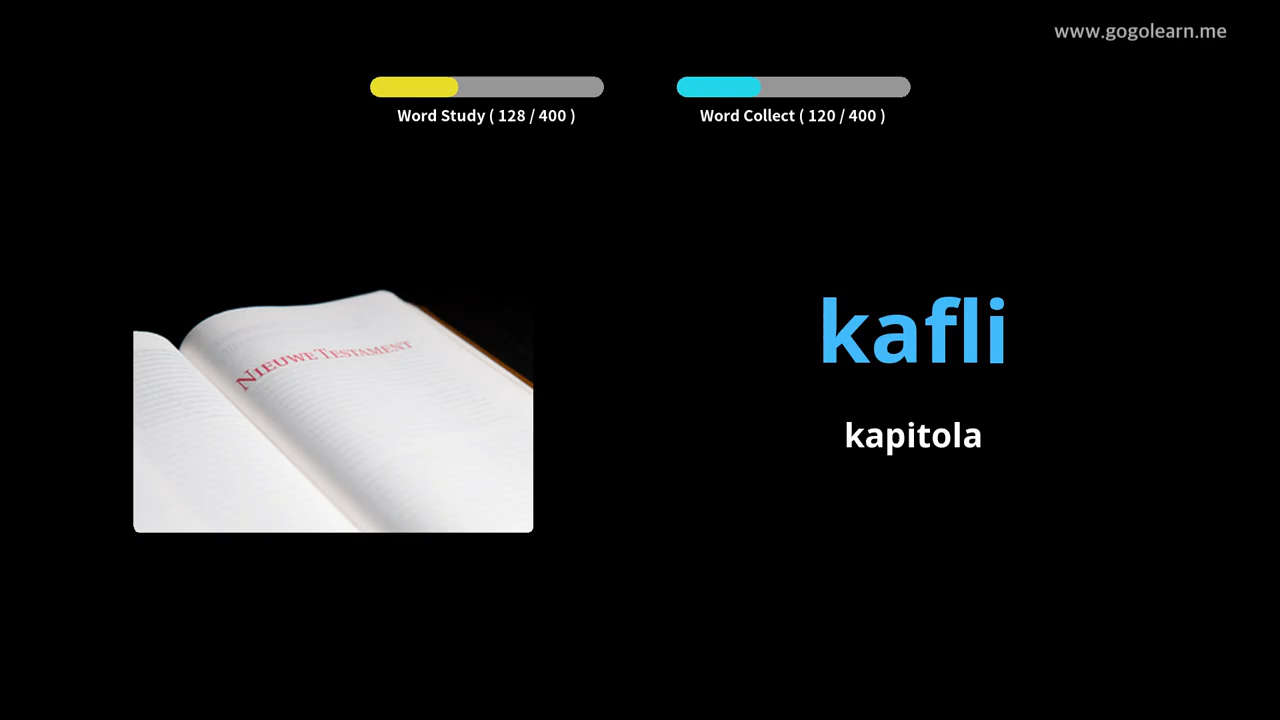 www.gogolearn.me
Word Study ( 128 / 400 )
Word Collect ( 120 / 400 )
NIEUWE TESTAMENT
kafli
kapitola